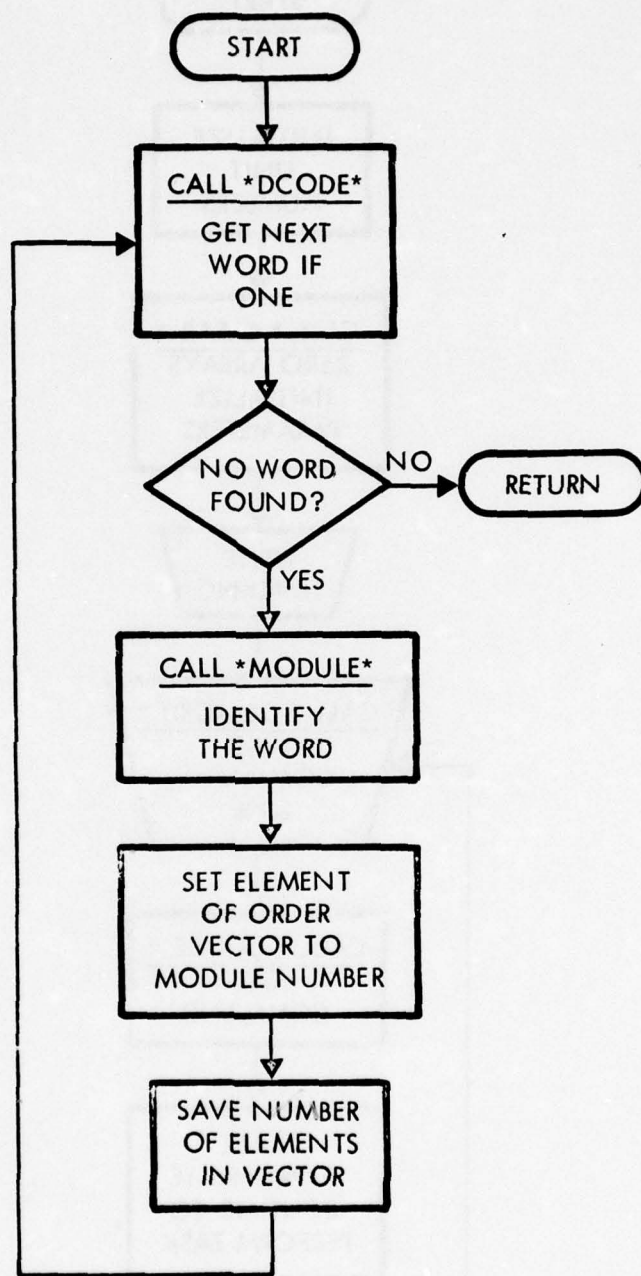 START
CALL *DCODE*
GET NEXT
WORD IF
ONE
NO WORD
FOUND?
NO
RETURN
YES
CALL *MODULE*
IDENTIFY
THE WORD
SET ELEMENT
OF ORDER
VECTOR TO
MODULE NUMBER
SAVE NUMBER
OF ELEMENTS
IN VECTOR